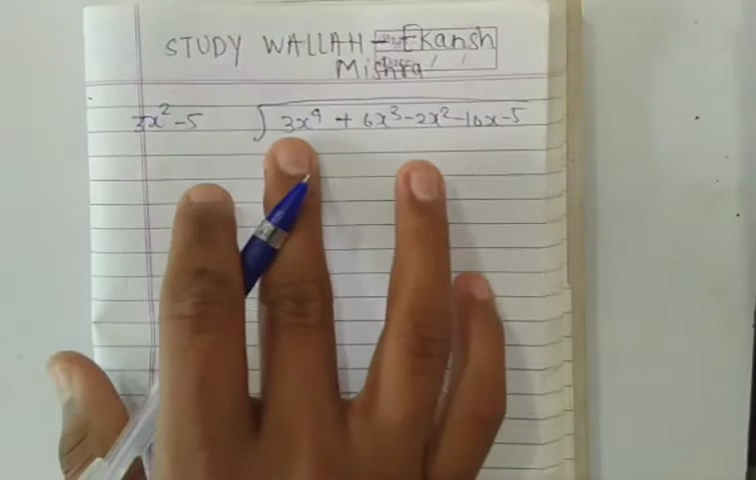 STUDY WALLAH - Ekansh
Mishra
3x² - 5 3x⁴ + 6x³ - 2x² - 10x - 5